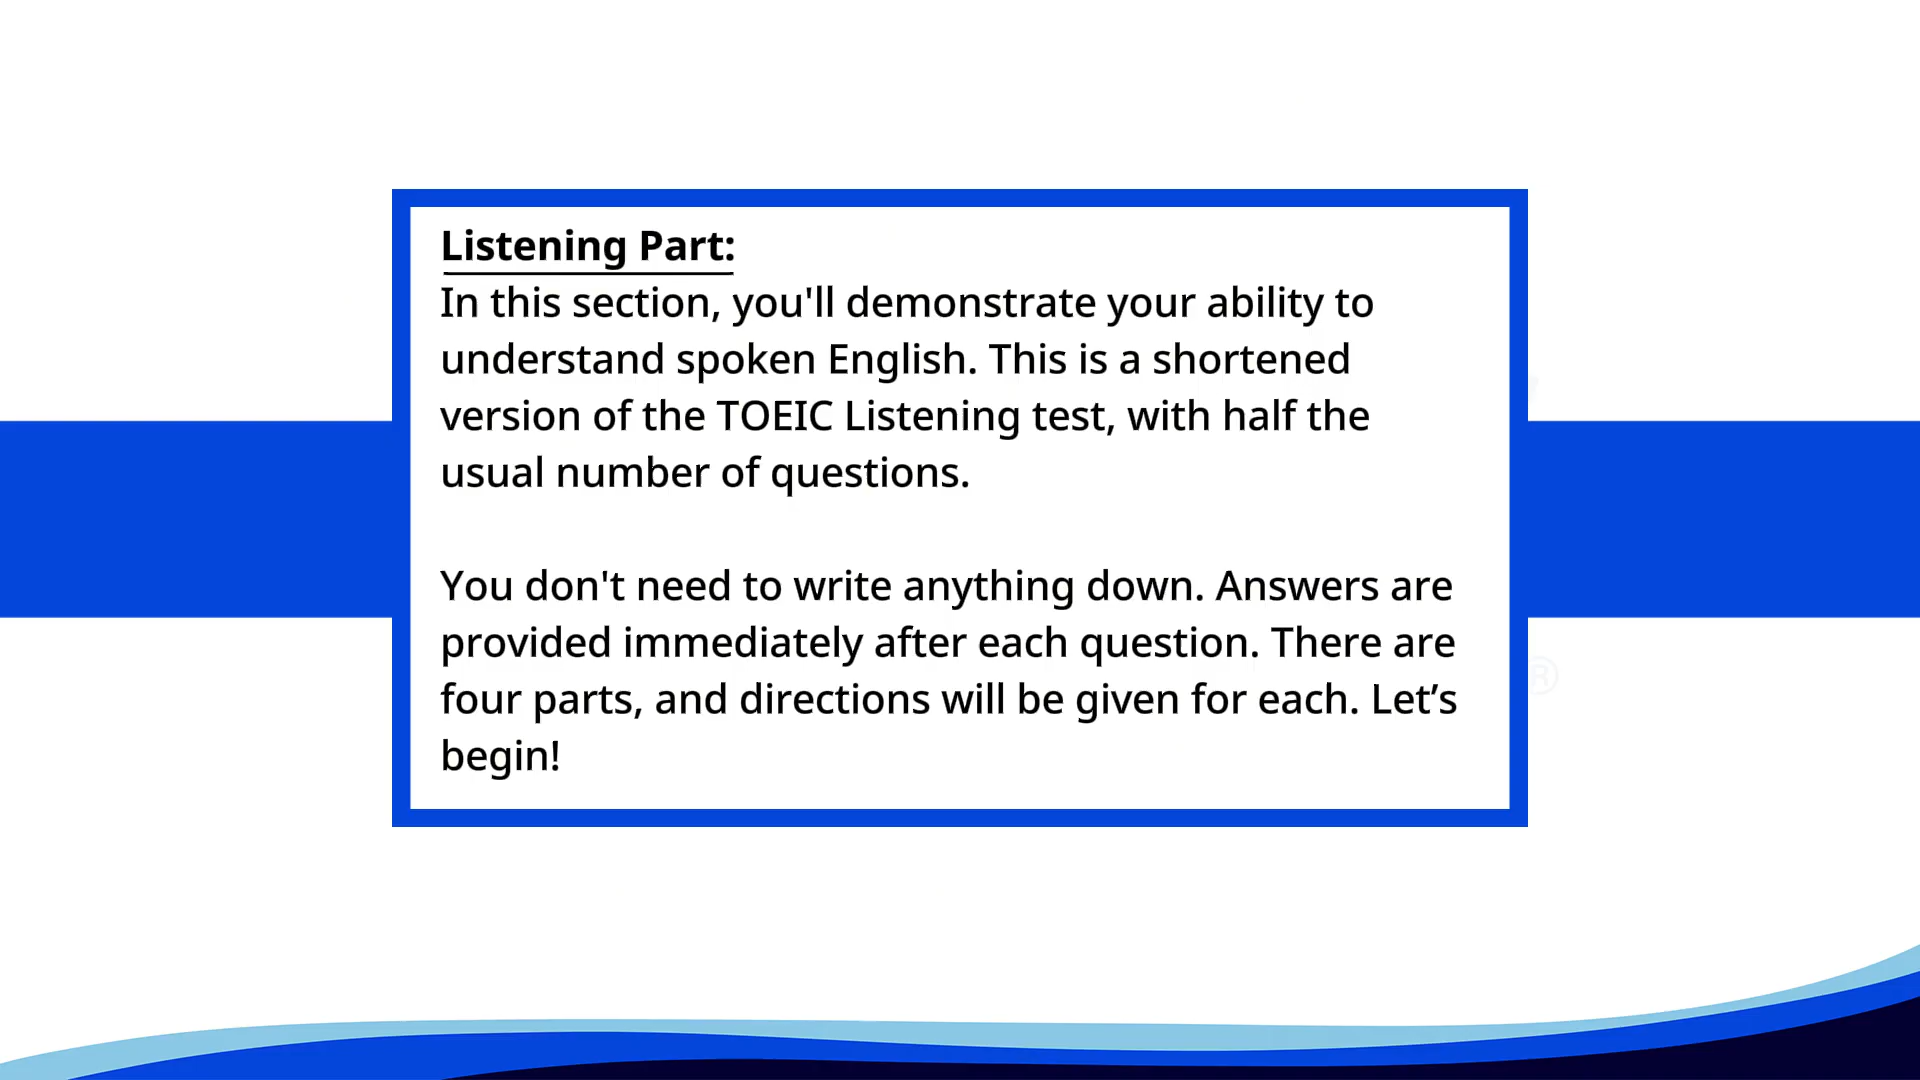 Listening Part:
In this section, you'll demonstrate your ability to
understand spoken English. This is a shortened
version of the TOEIC Listening test, with half the
usual number of questions.
You don't need to write anything down. Answers are
provided immediately after each question. There are
four parts, and directions will be given for each. Let’s
begin!
®